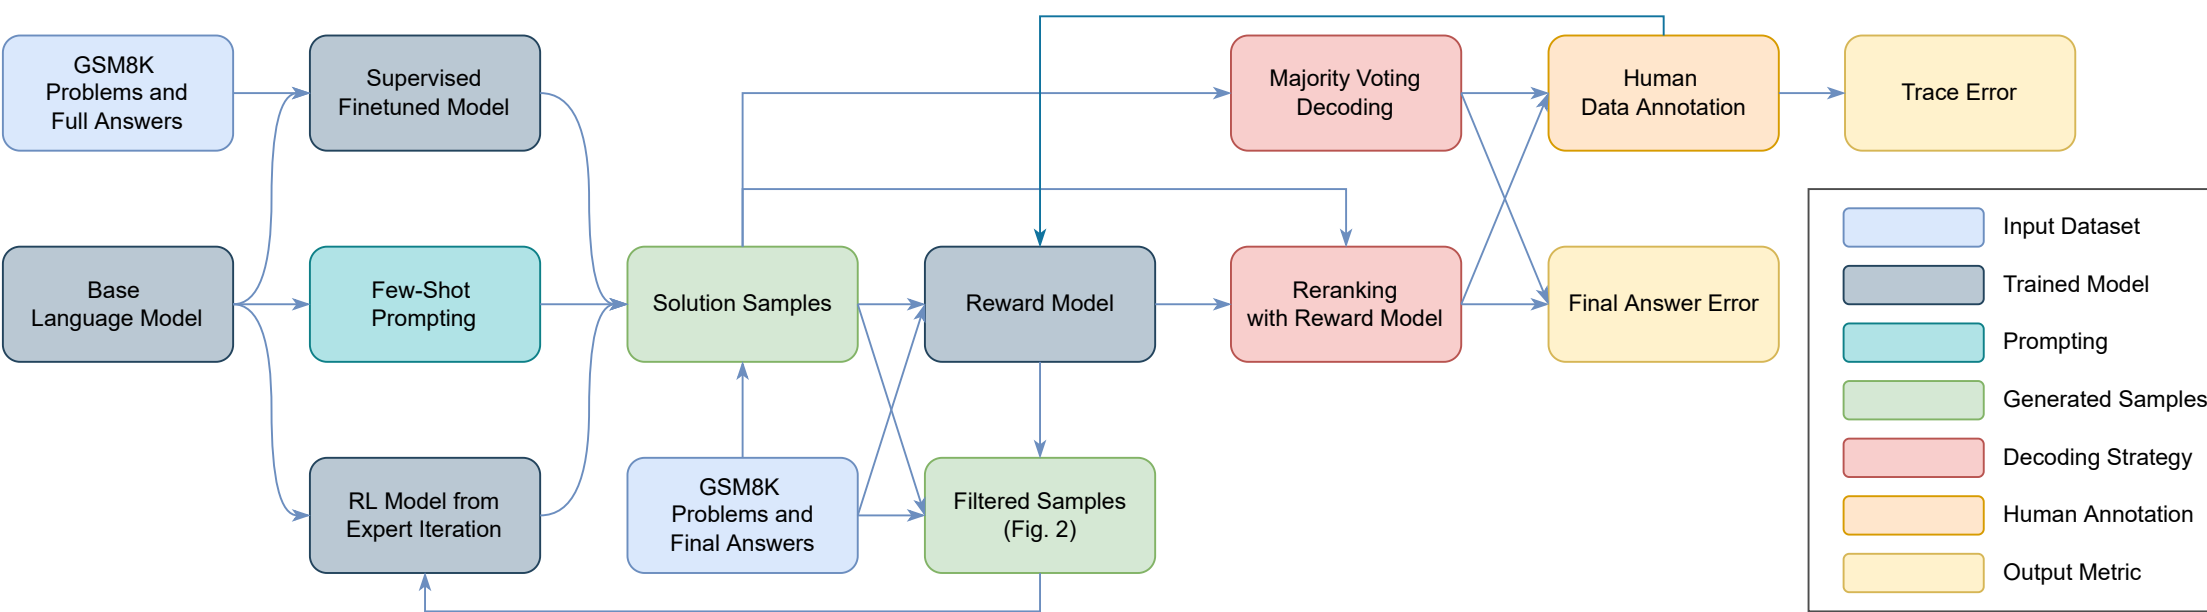 GSM8K
Problems and
Full Answers
Supervised
Finetuned Model
Majority Voting
Decoding
Human
Data Annotation
Trace Error
Base
Language Model
Few-Shot
Prompting
Solution Samples
Reward Model
Reranking
with Reward Model
Final Answer Error
RL Model from
Expert Iteration
GSM8K
Problems and
Final Answers
Filtered Samples
(Fig. 2)
Input Dataset
Trained Model
Prompting
Generated Samples
Decoding Strategy
Human Annotation
Output Metric